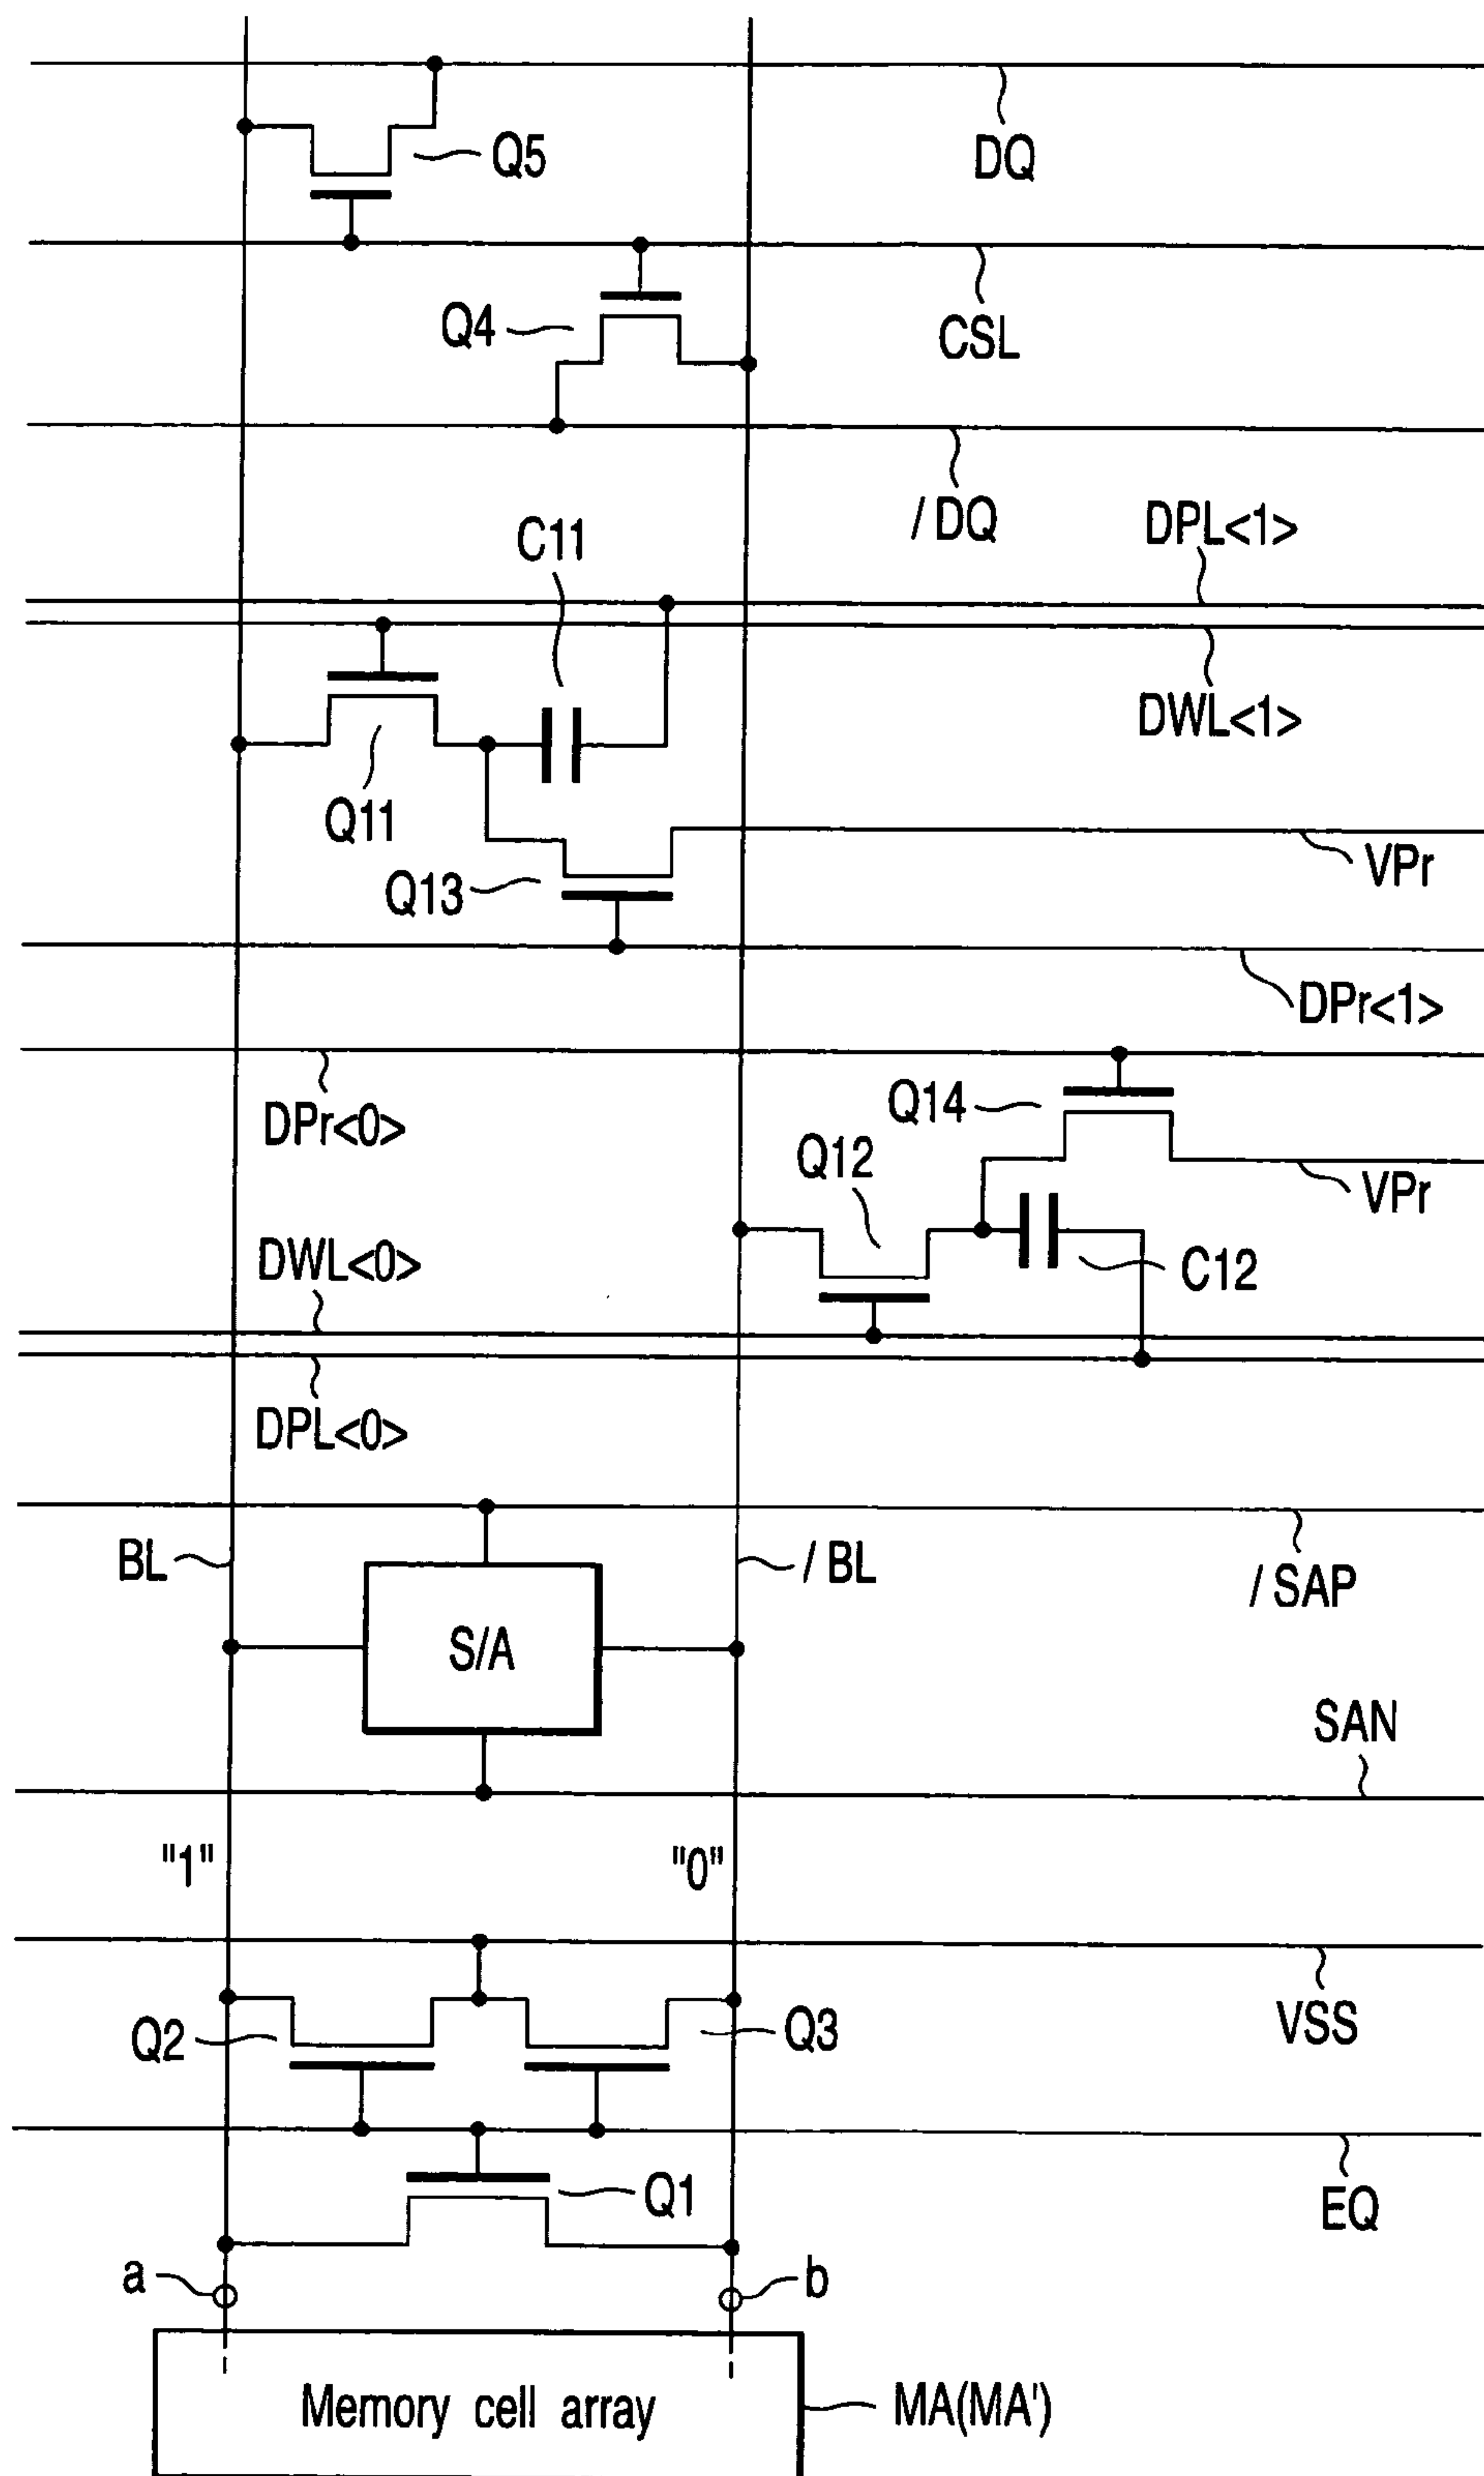 Q5
DQ
Q4
CSL
/ DQ
C11
DPL<1>
DWL<1>
Q11
Q13
VPr
DPr<1>
DPr<0>
Q14
Q12
VPr
DWL<0>
C12
DPL<0>
BL
/ BL
/ SAP
S/A
SAN
"1"
"0"
Q2
Q3
VSS
Q1
EQ
a
b
Memory cell array
MA(MA')